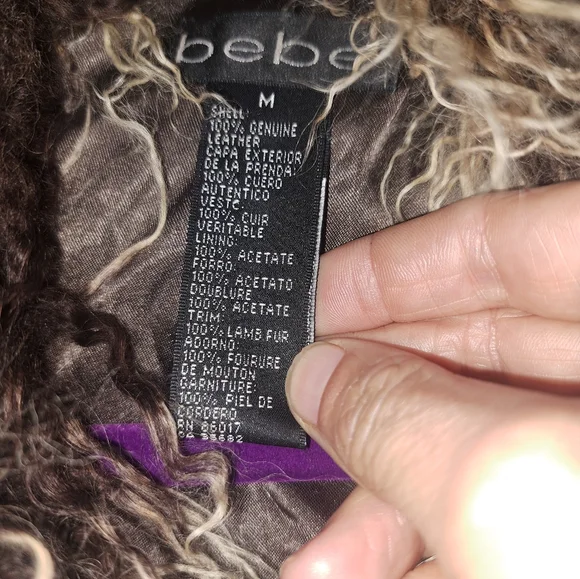 bebe
M
SHELL:
100% GENUINE
LEATHER
CAPA EXTERIOR
DE LA PRENDA:
100% CUERO
AUTENTICO
VESTE:
100% CUIR
VERITABLE
LINING:
100% ACETATE
FORRO:
100% ACETATO
DOUBLURE
100% ACETATE
TRIM:
100% LAMB FUR
ADORNO:
100% FOURURE
DE MOUTON
GARNITURE:
100% PIEL DE
CORDERO
RN 86017